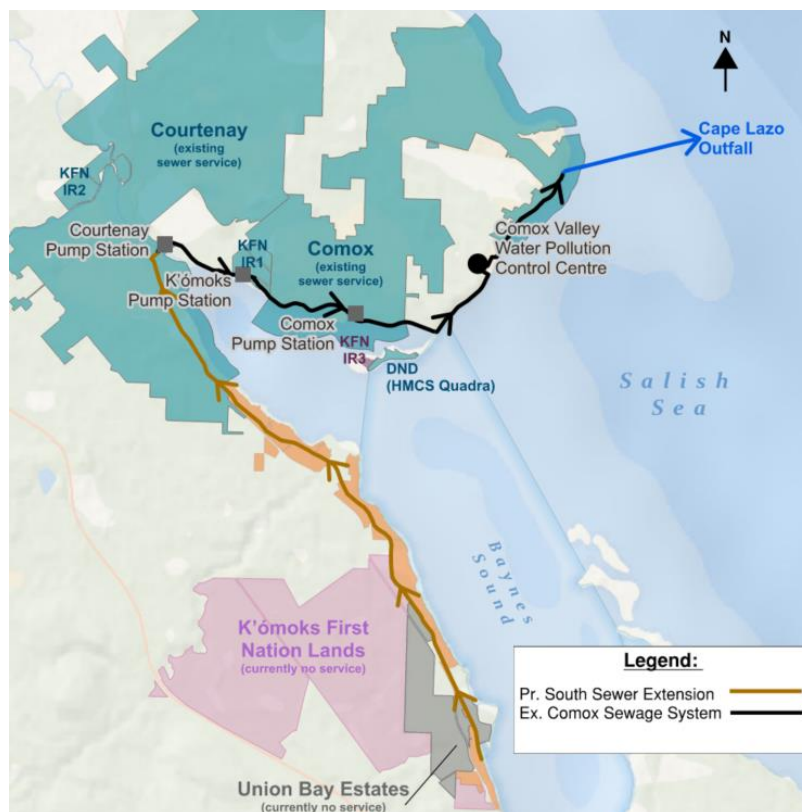 N
Cape Lazo
Outfall
Courtenay
(existing
sewer service)
KFN
IR2
Courtenay
Pump Station
KFN
IR1
K'ómoks
Pump Station
Comox
(existing
sewer service)
Comox
Pump Station
Comox Valley
Water Pollution
Control Centre
KFN
IR3
DND
(HMCS Quadra)
Salish
Sea
Baynes
Sound
K'ómoks First
Nation Lands
(currently no service)
Union Bay Estates
(currently no service)
Legend:
Pr. South Sewer Extension
Ex. Comox Sewage System